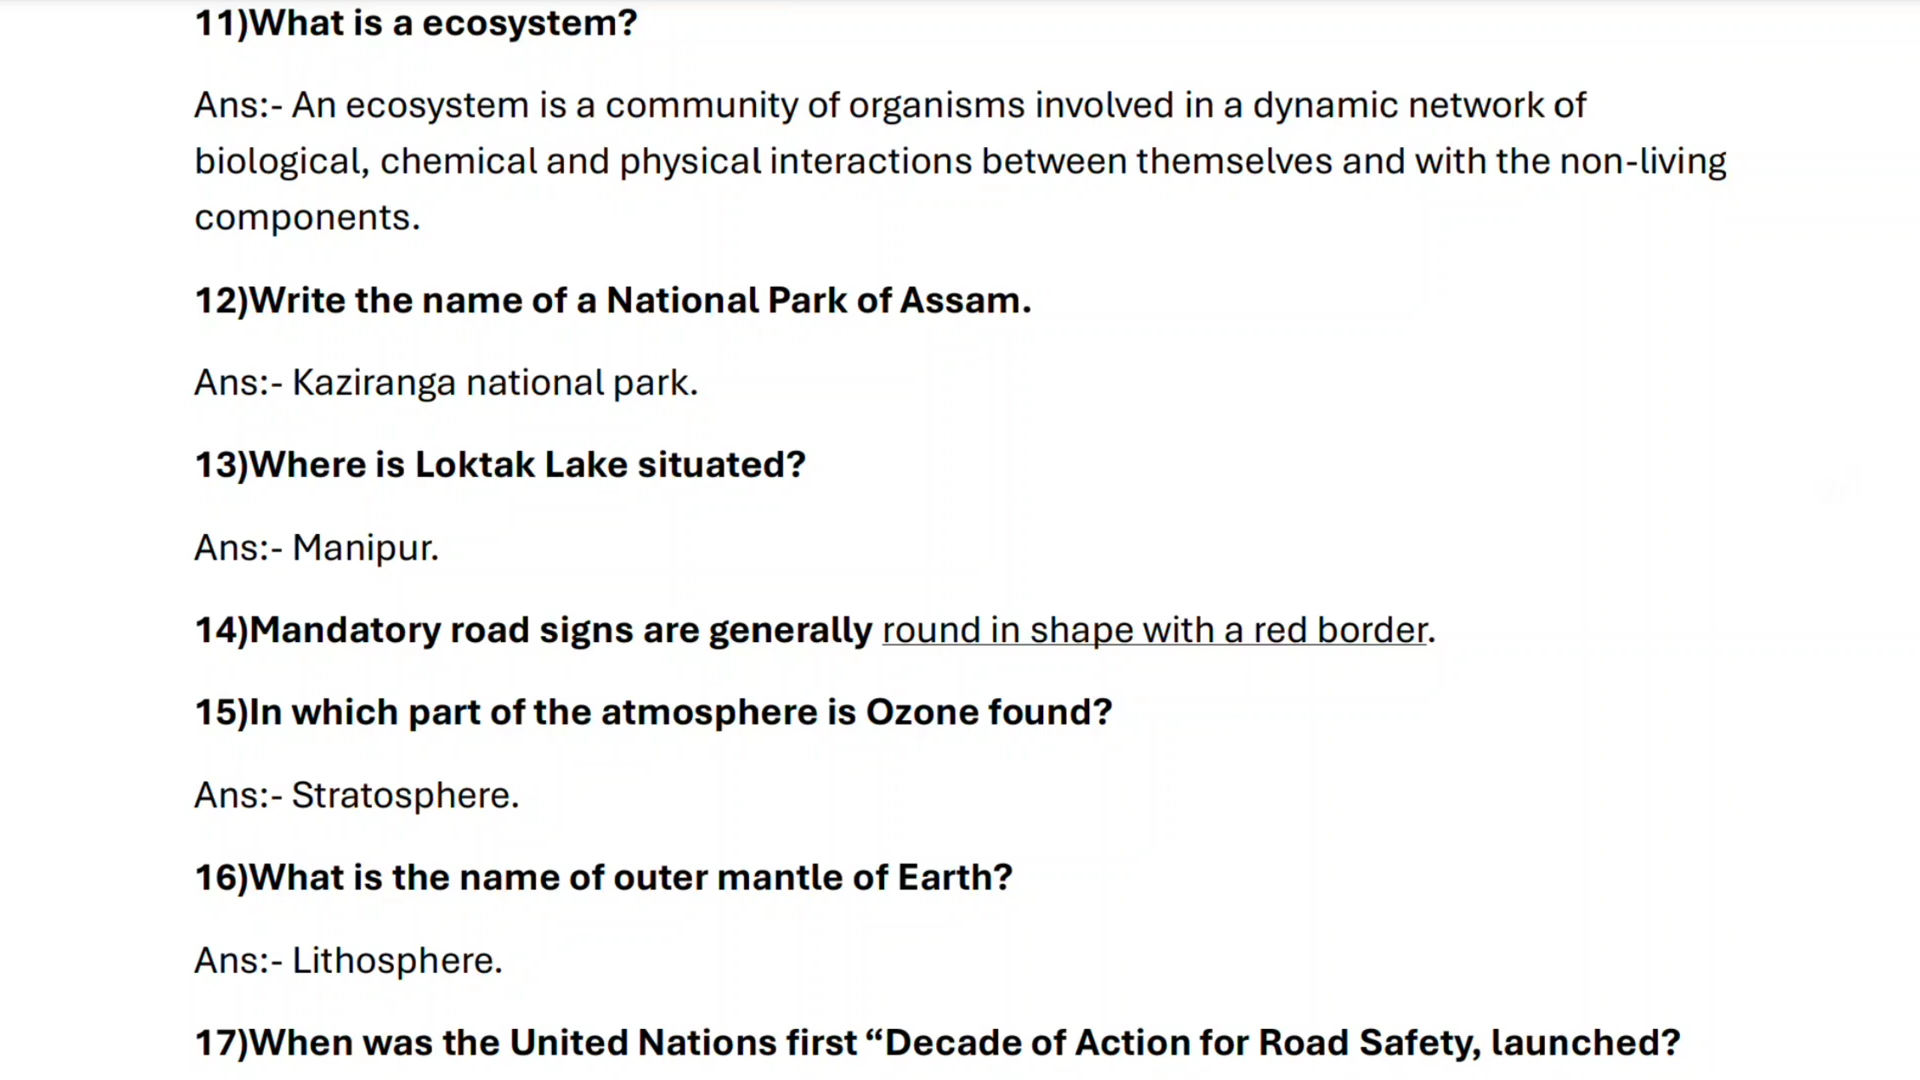 11)What is a ecosystem?
Ans:- An ecosystem is a community of organisms involved in a dynamic network of
biological, chemical and physical interactions between themselves and with the non-living
components.
12)Write the name of a National Park of Assam.
Ans:- Kaziranga national park.
13)Where is Loktak Lake situated?
Ans:- Manipur.
14)Mandatory road signs are generally round in shape with a red border.
15)In which part of the atmosphere is Ozone found?
Ans:- Stratosphere.
16)What is the name of outer mantle of Earth?
Ans:- Lithosphere.
17)When was the United Nations first “Decade of Action for Road Safety, launched?